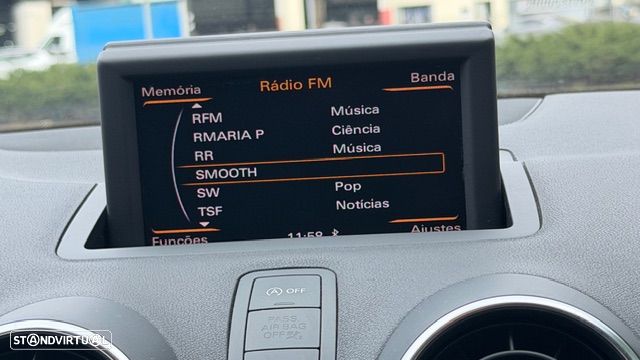 Memória Rádio FM Banda
RFM Música
RMARIA P Ciência
RR Música
SMOOTH
SW Pop
TSF Notícias
Funções 11:58 Ajustes
OFF
PASS
AIR BAG
OFF
STANDVIRTUAL